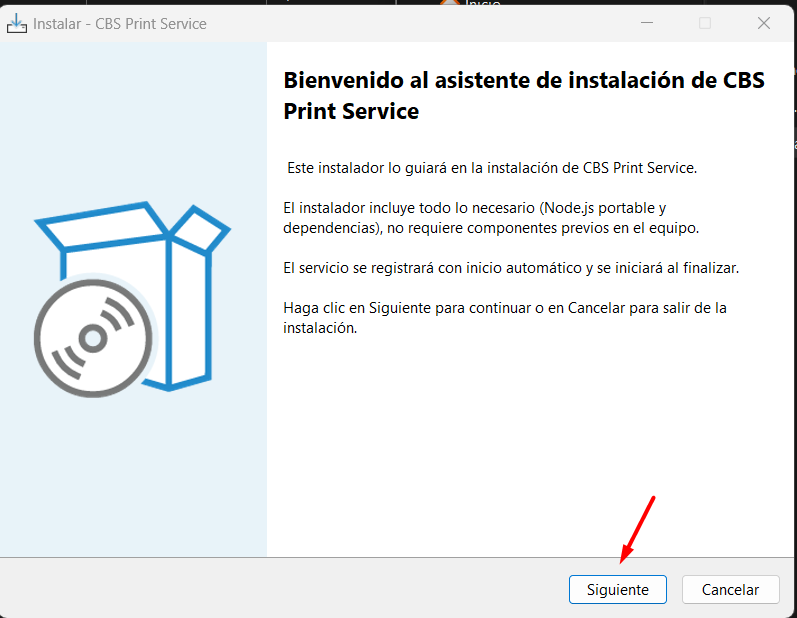 Inicio
Instalar - CBS Print Service
Bienvenido al asistente de instalación de CBS
Print Service
Este instalador lo guiará en la instalación de CBS Print Service.
El instalador incluye todo lo necesario (Node.js portable y
dependencias), no requiere componentes previos en el equipo.
El servicio se registrará con inicio automático y se iniciará al finalizar.
Haga clic en Siguiente para continuar o en Cancelar para salir de la
instalación.
Siguiente
Cancelar